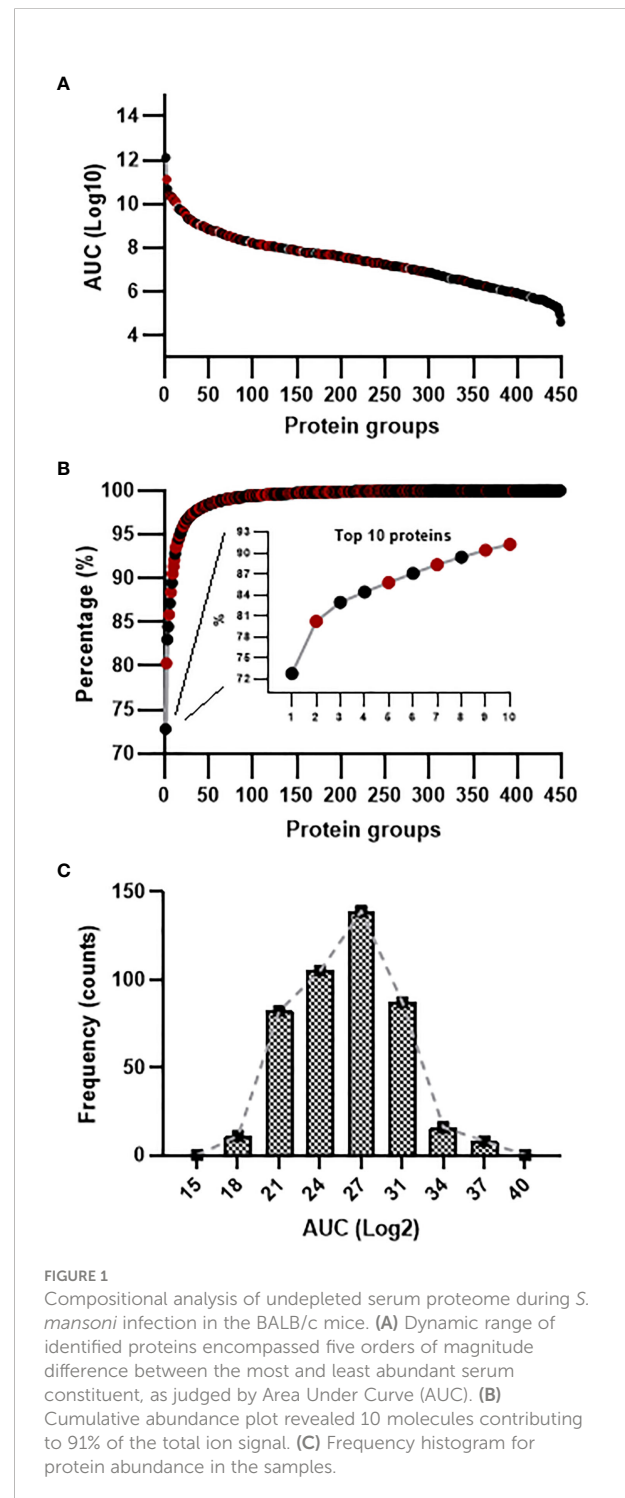 A
14
12
10
8
6
4
AUC (Log10)
0 50 100 150 200 250 300 350 400 450
Protein groups
B
100
95
90
85
80
75
70
Percentage (%)
Top 10 proteins
93
90
87
84
81
78
75
72
%
1 2 3 4 5 6 7 8 9 10
0 50 100 150 200 250 300 350 400 450
Protein groups
C
150
100
50
0
Frequency (counts)
15 18 21 24 27 31 34 37 40
AUC (Log2)
FIGURE 1
Compositional analysis of undepleted serum proteome during S.
mansoni infection in the BALB/c mice. (A) Dynamic range of
identified proteins encompassed five orders of magnitude
difference between the most and least abundant serum
constituent, as judged by Area Under Curve (AUC). (B)
Cumulative abundance plot revealed 10 molecules contributing
to 91% of the total ion signal. (C) Frequency histogram for
protein abundance in the samples.